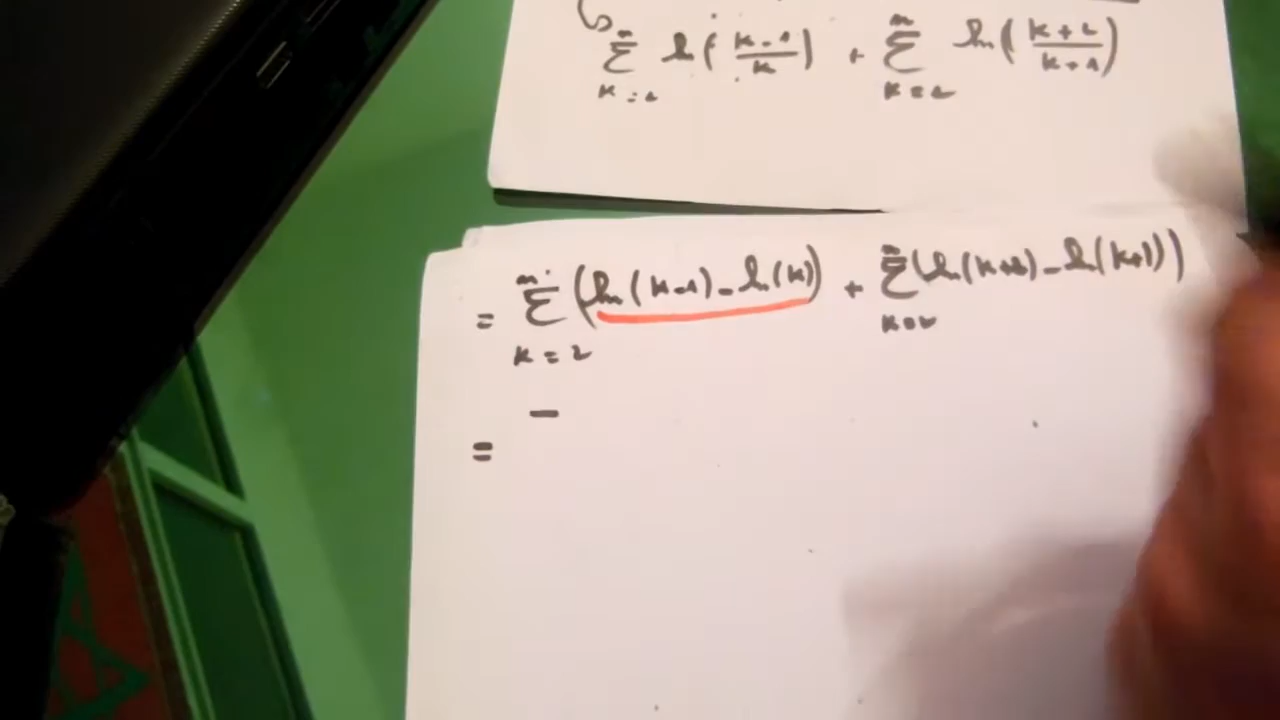 n n
∑ ln( (k-1)/k ) + ∑ ln( (k+2)/(k+1) )
k=2 k=2
n n
= ∑ (ln(k-1)-ln(k)) + ∑(ln(k+2)-ln(k+1))
k=2 k=2
-
=